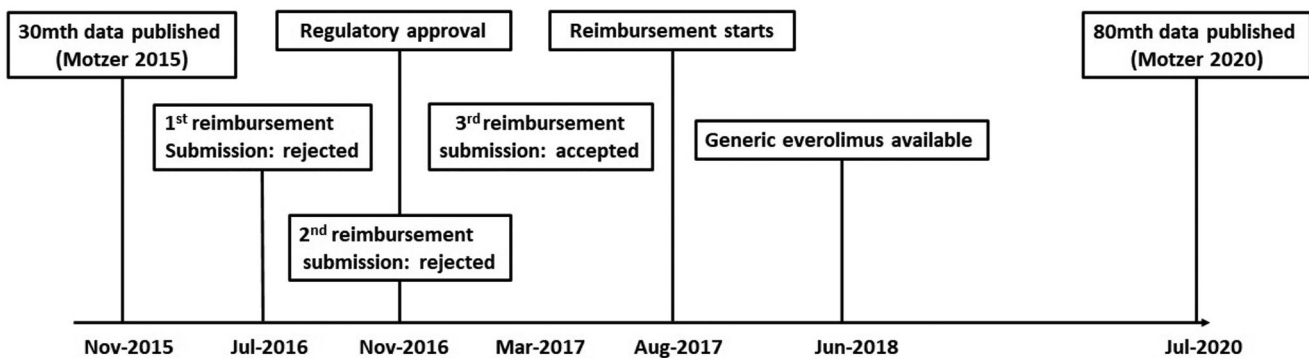 30mth data published
(Motzer 2015)
Regulatory approval
Reimbursement starts
80mth data published
(Motzer 2020)
1st reimbursement
Submission: rejected
3rd reimbursement
submission: accepted
Generic everolimus available
2nd reimbursement
submission: rejected
Nov-2015 Jul-2016 Nov-2016 Mar-2017 Aug-2017 Jun-2018 Jul-2020